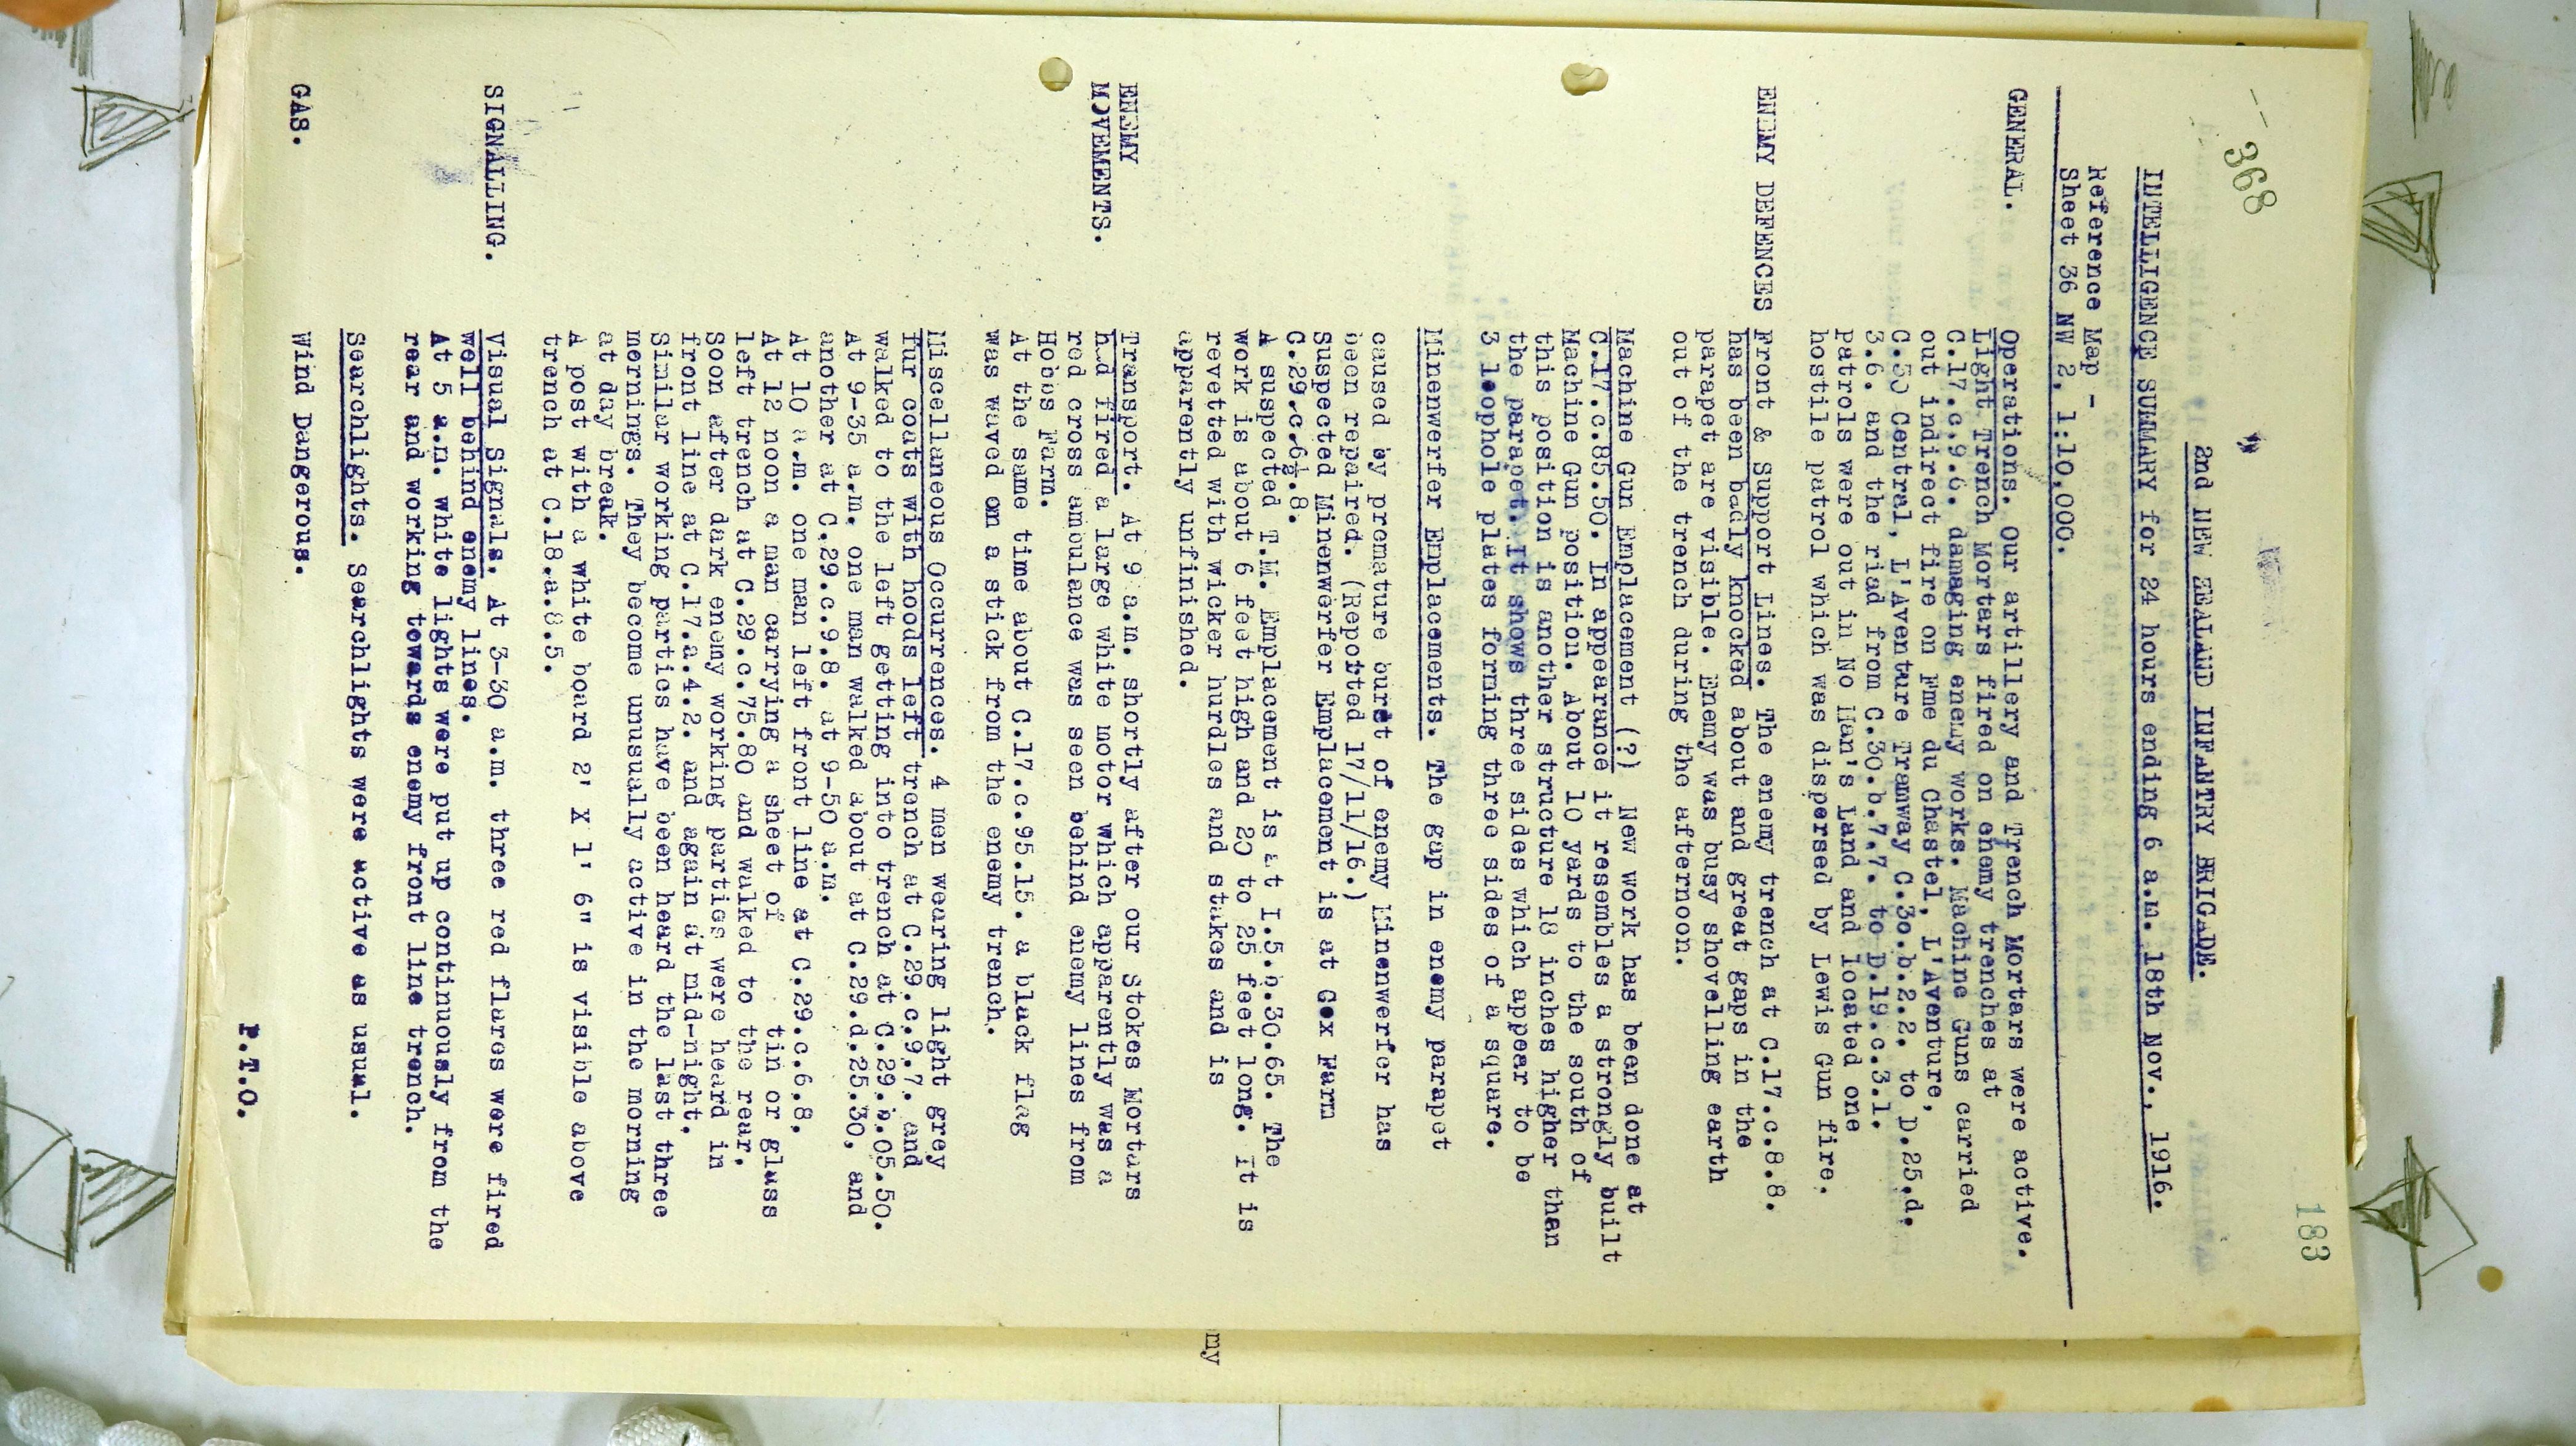 368
183
2nd NEW ZEALAND INFANTRY BRIGADE.
INTELLIGENCE SUMMARY for 24 hours ending 6 a.m. 18th Nov., 1916.
Reference Map -
Sheet 36 NW 2, 1:10,000.
GENERAL. Operations. Our artillery and Trench Mortars were active.
Light Trench Mortars fired on enemy trenches at
C.17.c.9.6. damaging enemy works. Machine Guns carried
out indirect fire on Fme du Chastel, L'Aventure,
C.30 Central, L'Aventure Tramway C.30.b.2.2. to D.25.d.
3.6. and the riad from C.30.b.7.7. to D.19.c.3.1.
Patrols were out in No Man's Land and located one
hostile patrol which was dispersed by Lewis Gun fire.
ENEMY DEFENCES Front & Support Lines. The enemy trench at C.17.c.8.8.
has been badly knocked about and great gaps in the
parapet are visible. Enemy was busy shovelling earth
out of the trench during the afternoon.
Machine Gun Emplacement (?) New work has been done at
C.17.c.85.50. In appearance it resembles a strongly built
Machine Gun position. About 10 yards to the south of
this position is another structure 18 inches higher than
the parapet. It shows three sides which appear to be
3 loophole plates forming three sides of a square.
Minenwerfer Emplacements. The gap in enemy parapet
caused by premature burst of enemy Minenwerfer has
been repaired. (Reported 17/11/16.)
Suspected Minenwerfer Emplacement is at Cox Farm
C.29.c.6½.8.
A suspected T.M. Emplacement is at I.5.b.30.65. The
work is about 6 feet high and 20 to 25 feet long. It is
revetted with wicker hurdles and stakes and is
apparently unfinished.
ENEMY
MOVEMENTS. Transport. At 9 a.m. shortly after our Stokes Mortars
had fired a large white motor which apparently was a
red cross ambulance was seen behind enemy lines from
Hobbs Farm.
At the same time about C.17.c.95.15. a black flag
was waved on a stick from the enemy trench.
Miscellaneous Occurrences. 4 men wearing light grey
fur coats with hoods left trench at C.29.c.9.7. and
walked to the left getting into trench at C.29.b.05.50.
At 9-35 a.m. one man walked about at C.29.d.25.30, and
another at C.29.c.9.8. at 9-50 a.m.
At 10 a.m. one man left front line at C.29.c.6.8.
At 12 noon a man carrying a sheet of tin or glass
left trench at C.29.c.75.80 and walked to the rear.
Soon after dark enemy working parties were heard in
front line at C.17.a.4.2. and again at mid-night.
Similar working parties have been heard the last three
mornings. They become unusually active in the morning
at day break.
A post with a white board 2' X 1' 6" is visible above
trench at C.18.a.8.5.
SIGNALLING. Visual Signals. At 3-30 a.m. three red flares were fired
well behind enemy lines.
At 5 a.m. white lights were put up continuously from the
rear and working towards enemy front line trench.
Searchlights. Searchlights were active as usual.
GAS. Wind Dangerous.
P.T.O.
my